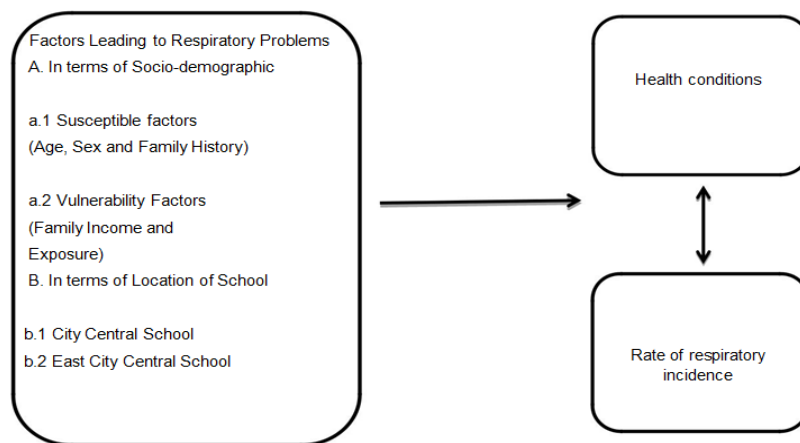 Factors Leading to Respiratory Problems
A. In terms of Socio-demographic
a.1 Susceptible factors
(Age, Sex and Family History)
a.2 Vulnerability Factors
(Family Income and
Exposure)
B. In terms of Location of School
b.1 City Central School
b.2 East City Central School
Health conditions
Rate of respiratory
incidence